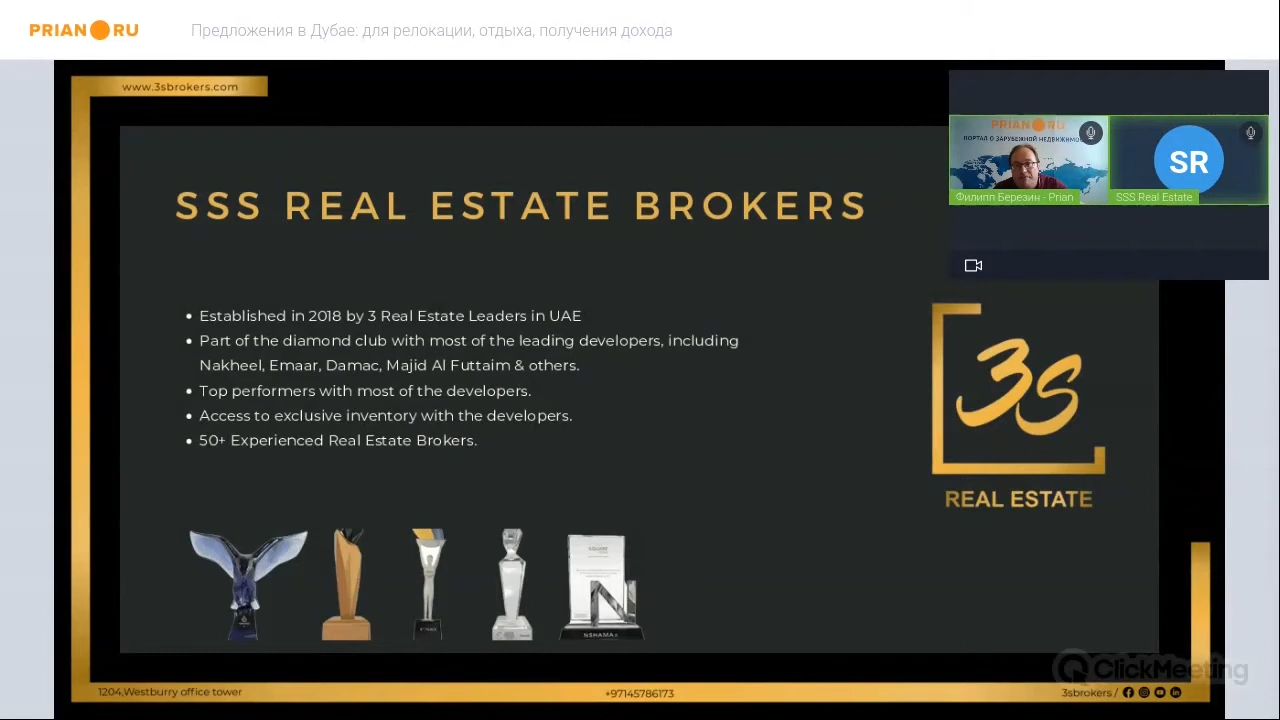 PRIAN RU
Предложения в Дубае: для релокации, отдыха, получения дохода
www.3sbrokers.com
PRIAN RU
SR
Филипп Березин - Prian
SSS Real Estate
SSS REAL ESTATE BROKERS
Established in 2018 by 3 Real Estate Leaders in UAE
Part of the diamond club with most of the leading developers, including
Nakheel, Emaar, Damac, Majid Al Futtaim & others.
Top performers with most of the developers.
Access to exclusive inventory with the developers.
50+ Experienced Real Estate Brokers.
3S
REAL ESTATE
NSHAMA
ClickMeeting
1204,Westburry office tower
+97145786173
3sbrokers /